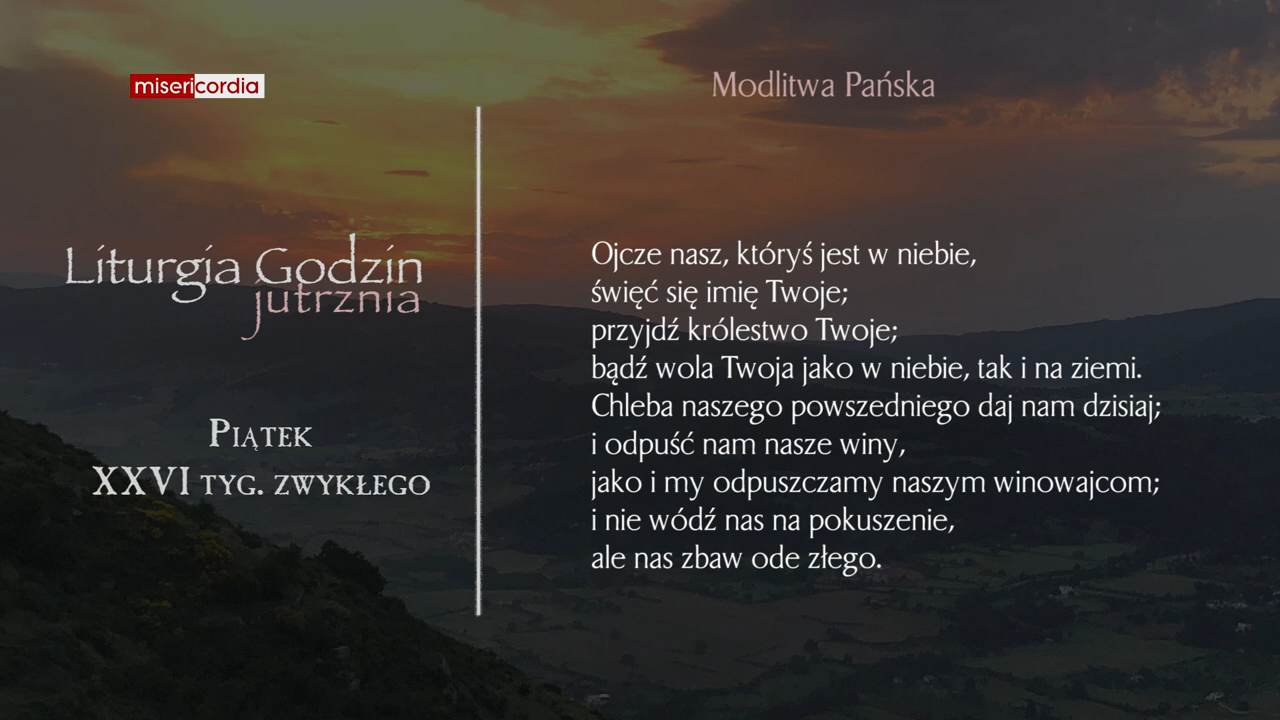 misericordia
Liturgia Godzin
jutrznia
Piątek
XXVI tyg. zwykłego
Modlitwa Pańska
Ojcze nasz, któryś jest w niebie,
święć się imię Twoje;
przyjdź królestwo Twoje;
bądź wola Twoja jako w niebie, tak i na ziemi.
Chleba naszego powszedniego daj nam dzisiaj;
i odpuść nam nasze winy,
jako i my odpuszczamy naszym winowajcom;
i nie wódź nas na pokuszenie,
ale nas zbaw ode złego.